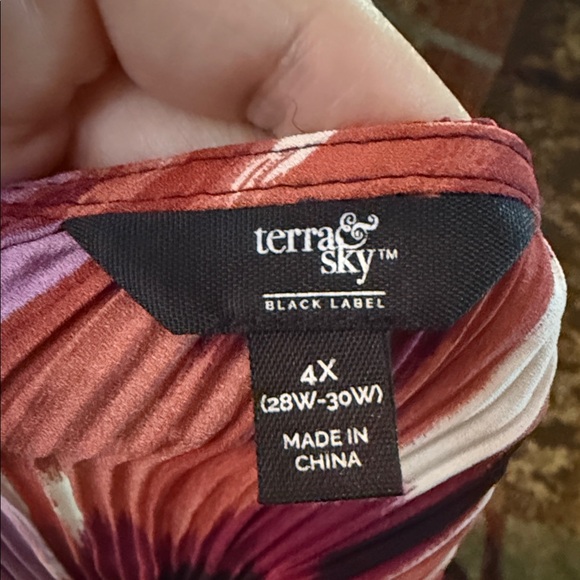 terra&
sky™
BLACK LABEL
4X
(28W-30W)
MADE IN
CHINA